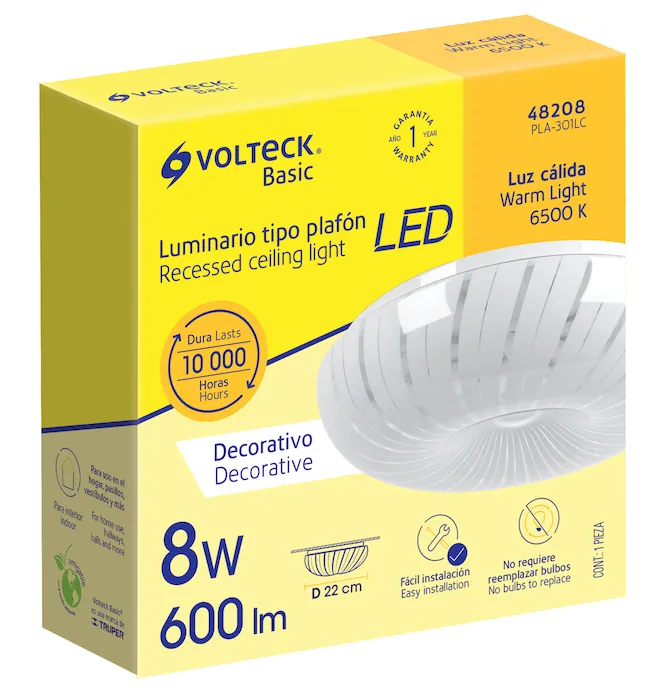 VOLTECK
Basic
Luz cálida
Warm Light
6500 K
VOLTECK®
Basic
GARANTÍA
AÑO 1 YEAR
WARRANTY
48208
PLA-301LC
Luz cálida
Warm Light
6500 K
Luminario tipo plafón
Recessed ceiling light
LED
Dura Lasts
10 000
Horas
Hours
Decorativo
Decorative
8W
600 lm
D 22 cm
Fácil instalación
Easy installation
No requiere
reemplazar bulbos
No bulbs to replace
CONT.: 1 PIEZA
Para interior
Indoor
Para uso en el
hogar, pasillos,
vestíbulos y más
For home use,
hallways,
halls and more
Volteck Basic®
es una marca de
TRUPER®